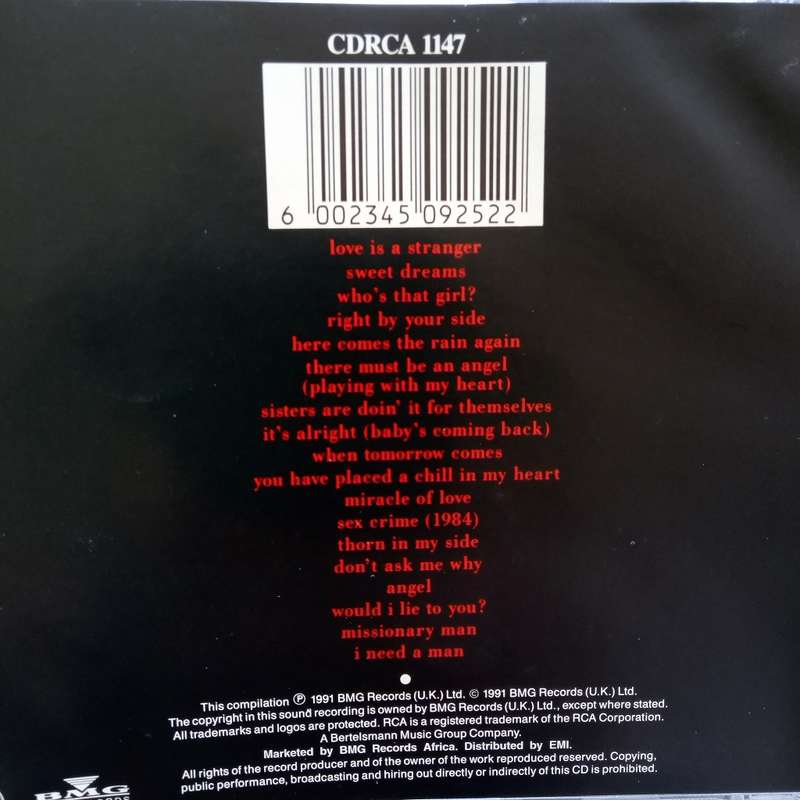 CDRCA 1147
6 002345 092522
love is a stranger
sweet dreams
who's that girl?
right by your side
here comes the rain again
there must be an angel
(playing with my heart)
sisters are doin' it for themselves
it's alright (baby's coming back)
when tomorrow comes
you have placed a chill in my heart
miracle of love
sex crime (1984)
thorn in my side
don't ask me why
angel
would i lie to you?
missionary man
i need a man
This compilation ℗ 1991 BMG Records (U.K.) Ltd. © 1991 BMG Records (U.K.) Ltd.
The copyright in this sound recording is owned by BMG Records (U.K.) Ltd., except where stated.
All trademarks and logos are protected. RCA is a registered trademark of the RCA Corporation.
A Bertelsmann Music Group Company.
Marketed by BMG Records Africa. Distributed by EMI.
All rights of the record producer and of the owner of the work reproduced reserved. Copying,
public performance, broadcasting and hiring out directly or indirectly of this CD is prohibited.
BMG